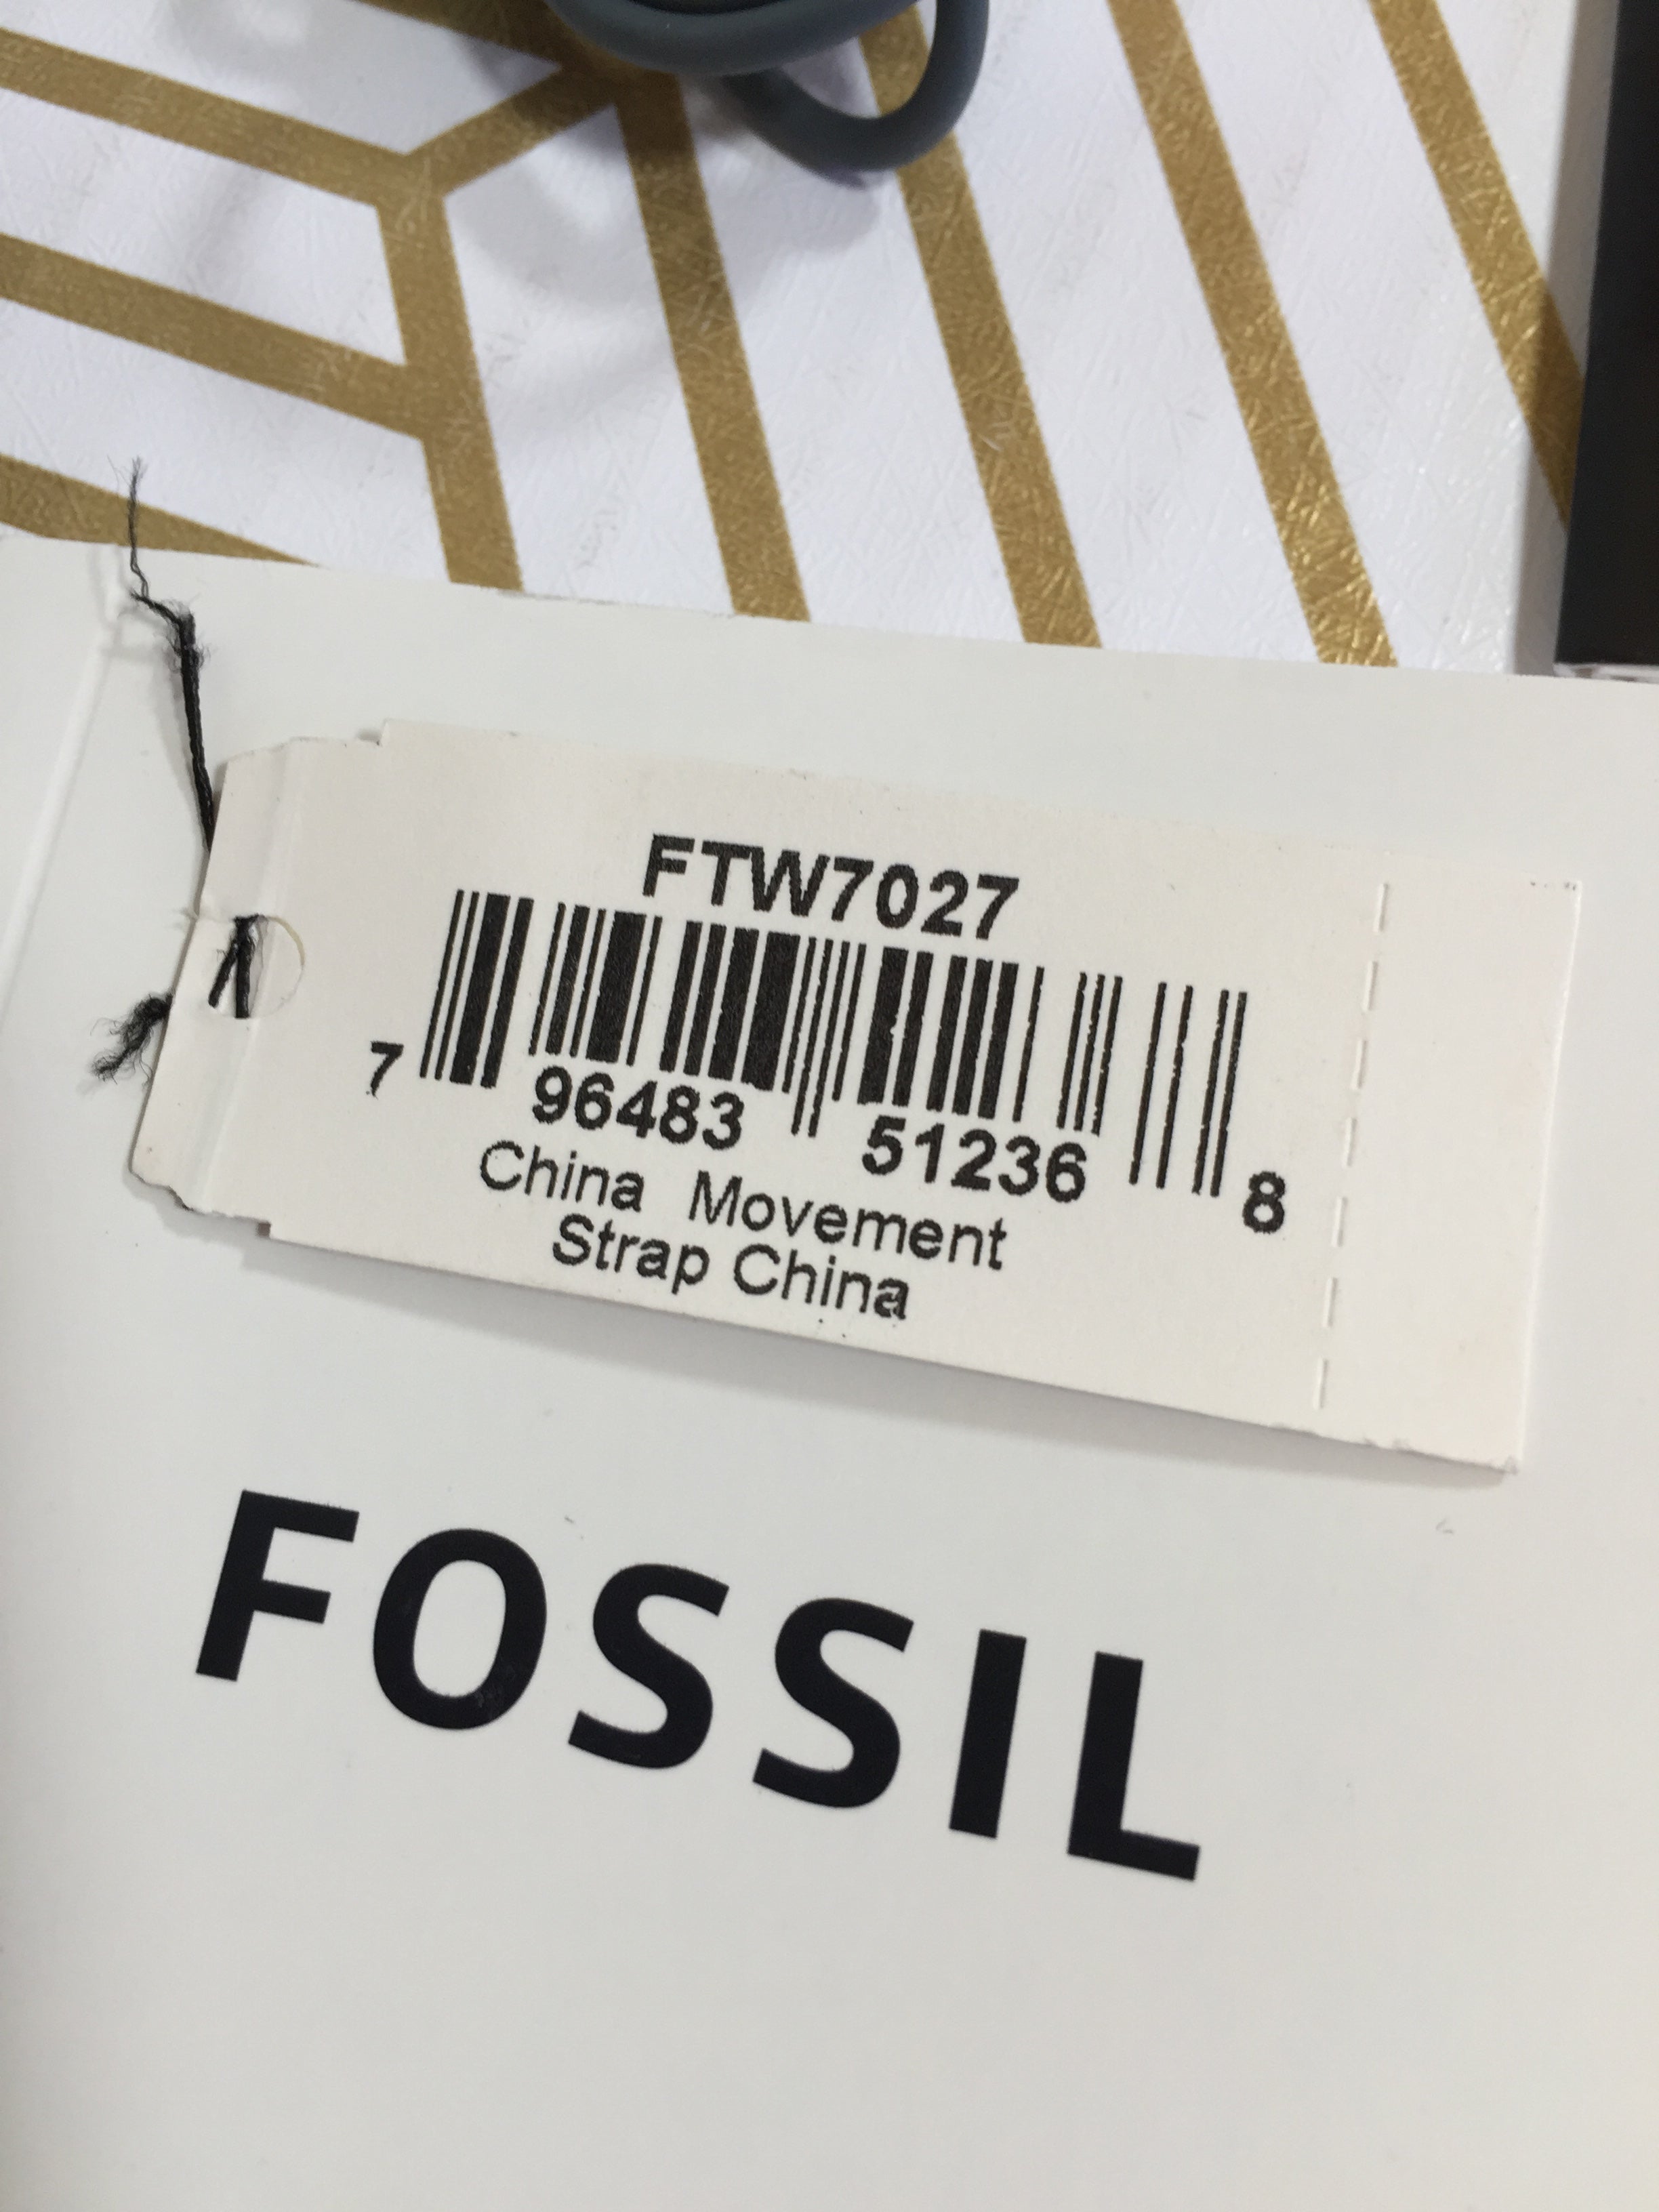 FTW7027
7 96483 51236 8
China Movement
Strap China
FOSSIL